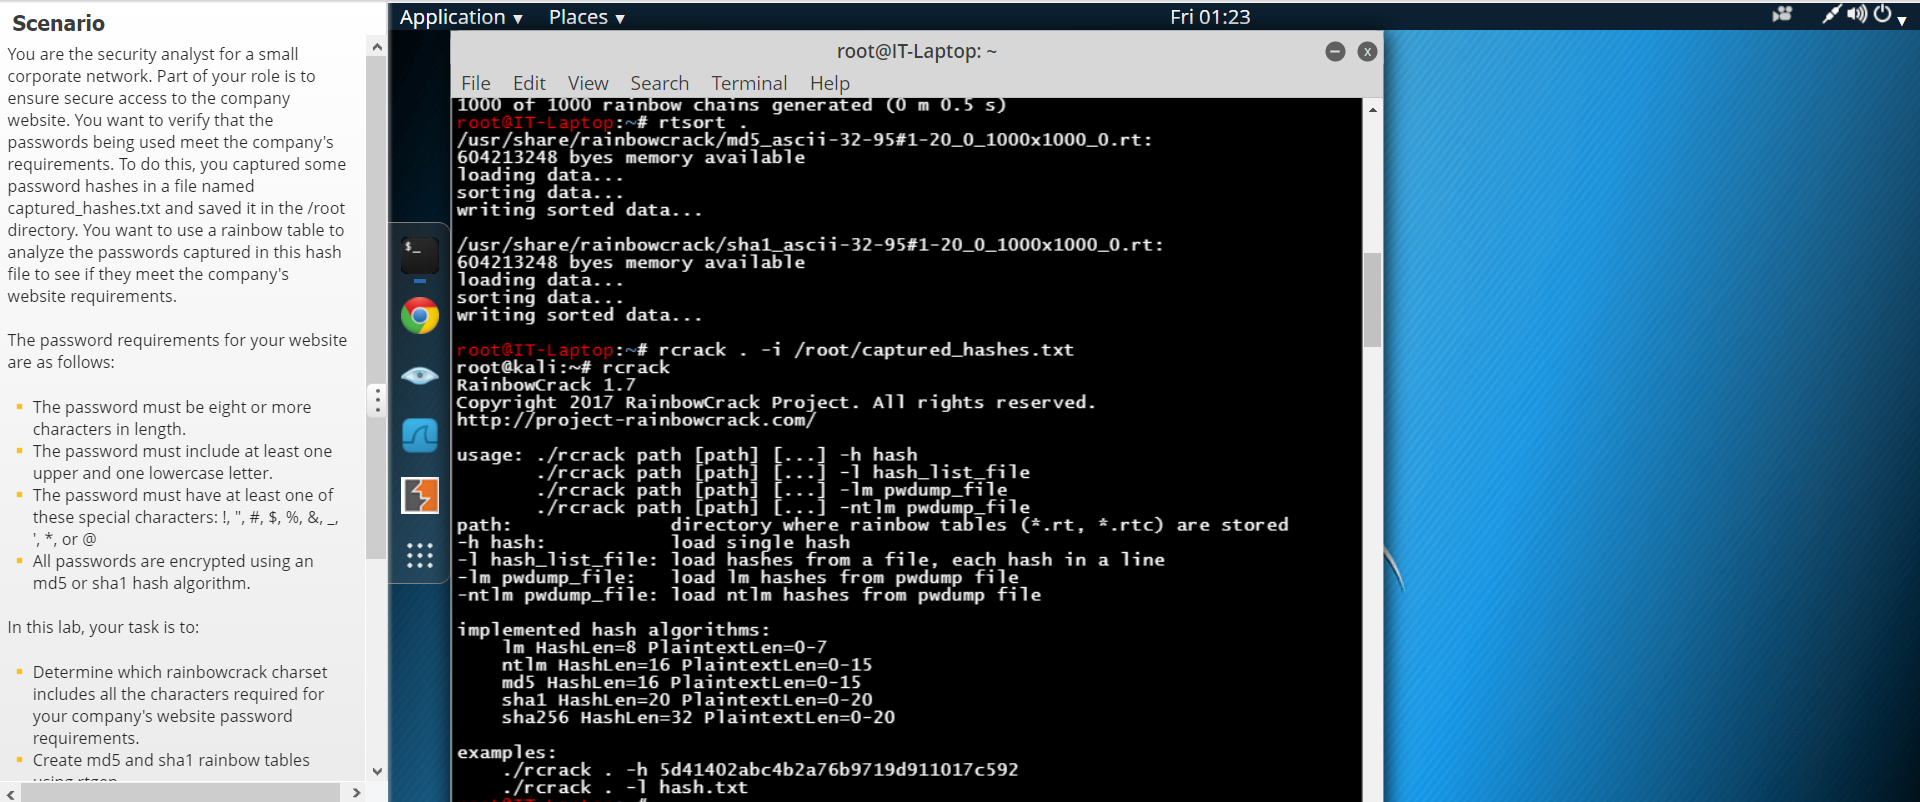 Scenario
You are the security analyst for a small
corporate network. Part of your role is to
ensure secure access to the company
website. You want to verify that the
passwords being used meet the company's
requirements. To do this, you captured some
password hashes in a file named
captured_hashes.txt and saved it in the /root
directory. You want to use a rainbow table to
analyze the passwords captured in this hash
file to see if they meet the company's
website requirements.
The password requirements for your website
are as follows:
The password must be eight or more
characters in length.
The password must include at least one
upper and one lowercase letter.
The password must have at least one of
these special characters: !, ", #, $, %, &, _,
', *, or @
All passwords are encrypted using an
md5 or sha1 hash algorithm.
In this lab, your task is to:
Determine which rainbowcrack charset
includes all the characters required for
your company's website password
requirements.
Create md5 and sha1 rainbow tables
using rtgen
Application ▾ Places ▾ Fri 01:23
root@IT-Laptop: ~
File Edit View Search Terminal Help
1000 of 1000 rainbow chains generated (0 m 0.5 s)
root@IT-Laptop:~# rtsort .
/usr/share/rainbowcrack/md5_ascii-32-95#1-20_0_1000x1000_0.rt:
604213248 byes memory available
loading data...
sorting data...
writing sorted data...
/usr/share/rainbowcrack/sha1_ascii-32-95#1-20_0_1000x1000_0.rt:
604213248 byes memory available
loading data...
sorting data...
writing sorted data...
root@IT-Laptop:~# rcrack . -i /root/captured_hashes.txt
root@kali:~# rcrack
RainbowCrack 1.7
Copyright 2017 RainbowCrack Project. All rights reserved.
http://project-rainbowcrack.com/
usage: ./rcrack path [path] [...] -h hash
./rcrack path [path] [...] -l hash_list_file
./rcrack path [path] [...] -lm pwdump_file
./rcrack path [path] [...] -ntlm pwdump_file
path: directory where rainbow tables (*.rt, *.rtc) are stored
-h hash: load single hash
-l hash_list_file: load hashes from a file, each hash in a line
-lm pwdump_file: load lm hashes from pwdump file
-ntlm pwdump_file: load ntlm hashes from pwdump file
implemented hash algorithms:
lm HashLen=8 PlaintextLen=0-7
ntlm HashLen=16 PlaintextLen=0-15
md5 HashLen=16 PlaintextLen=0-15
sha1 HashLen=20 PlaintextLen=0-20
sha256 HashLen=32 PlaintextLen=0-20
examples:
./rcrack . -h 5d41402abc4b2a76b9719d911017c592
./rcrack . -l hash.txt